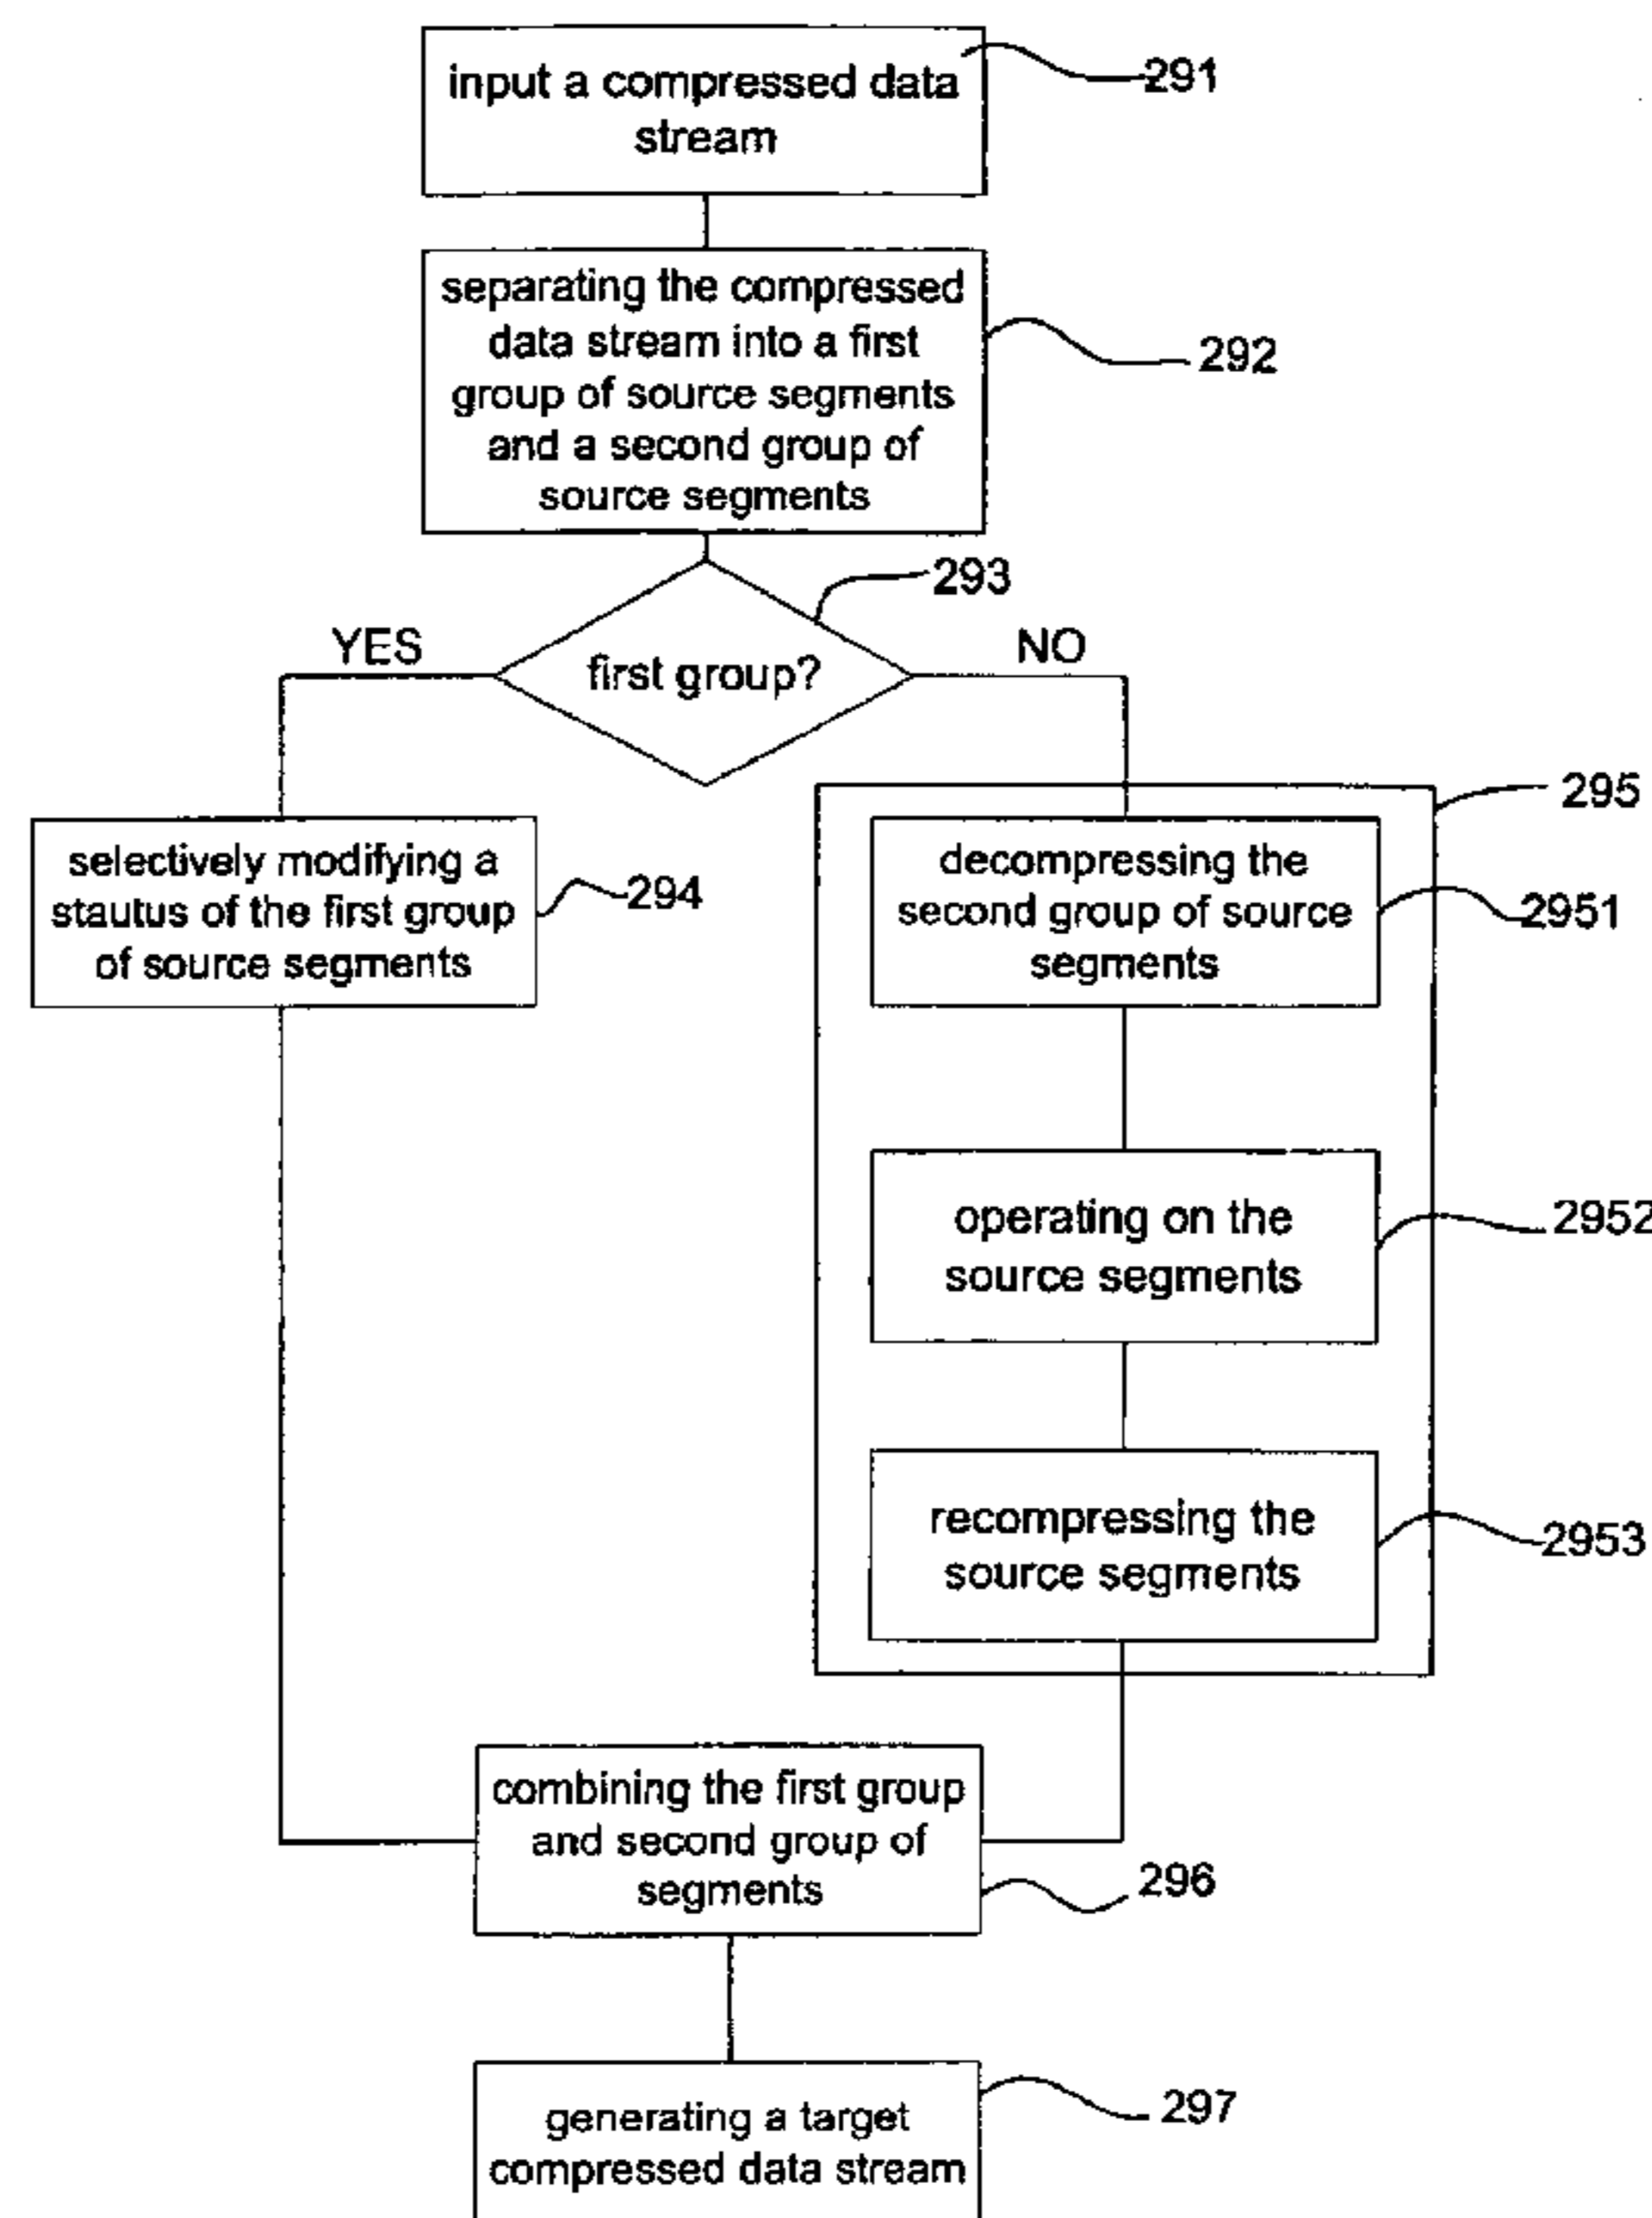 input a compressed data
stream
291
separating the compressed
data stream into a first
group of source segments
and a second group of
source segments
292
293
YES
first group?
NO
295
selectively modifying a
stautus of the first group
of source segments
294
decompressing the
second group of source
segments
2951
operating on the
source segments
2952
recompressing the
source segments
2953
combining the first group
and second group of
segments
296
generating a target
compressed data stream
297